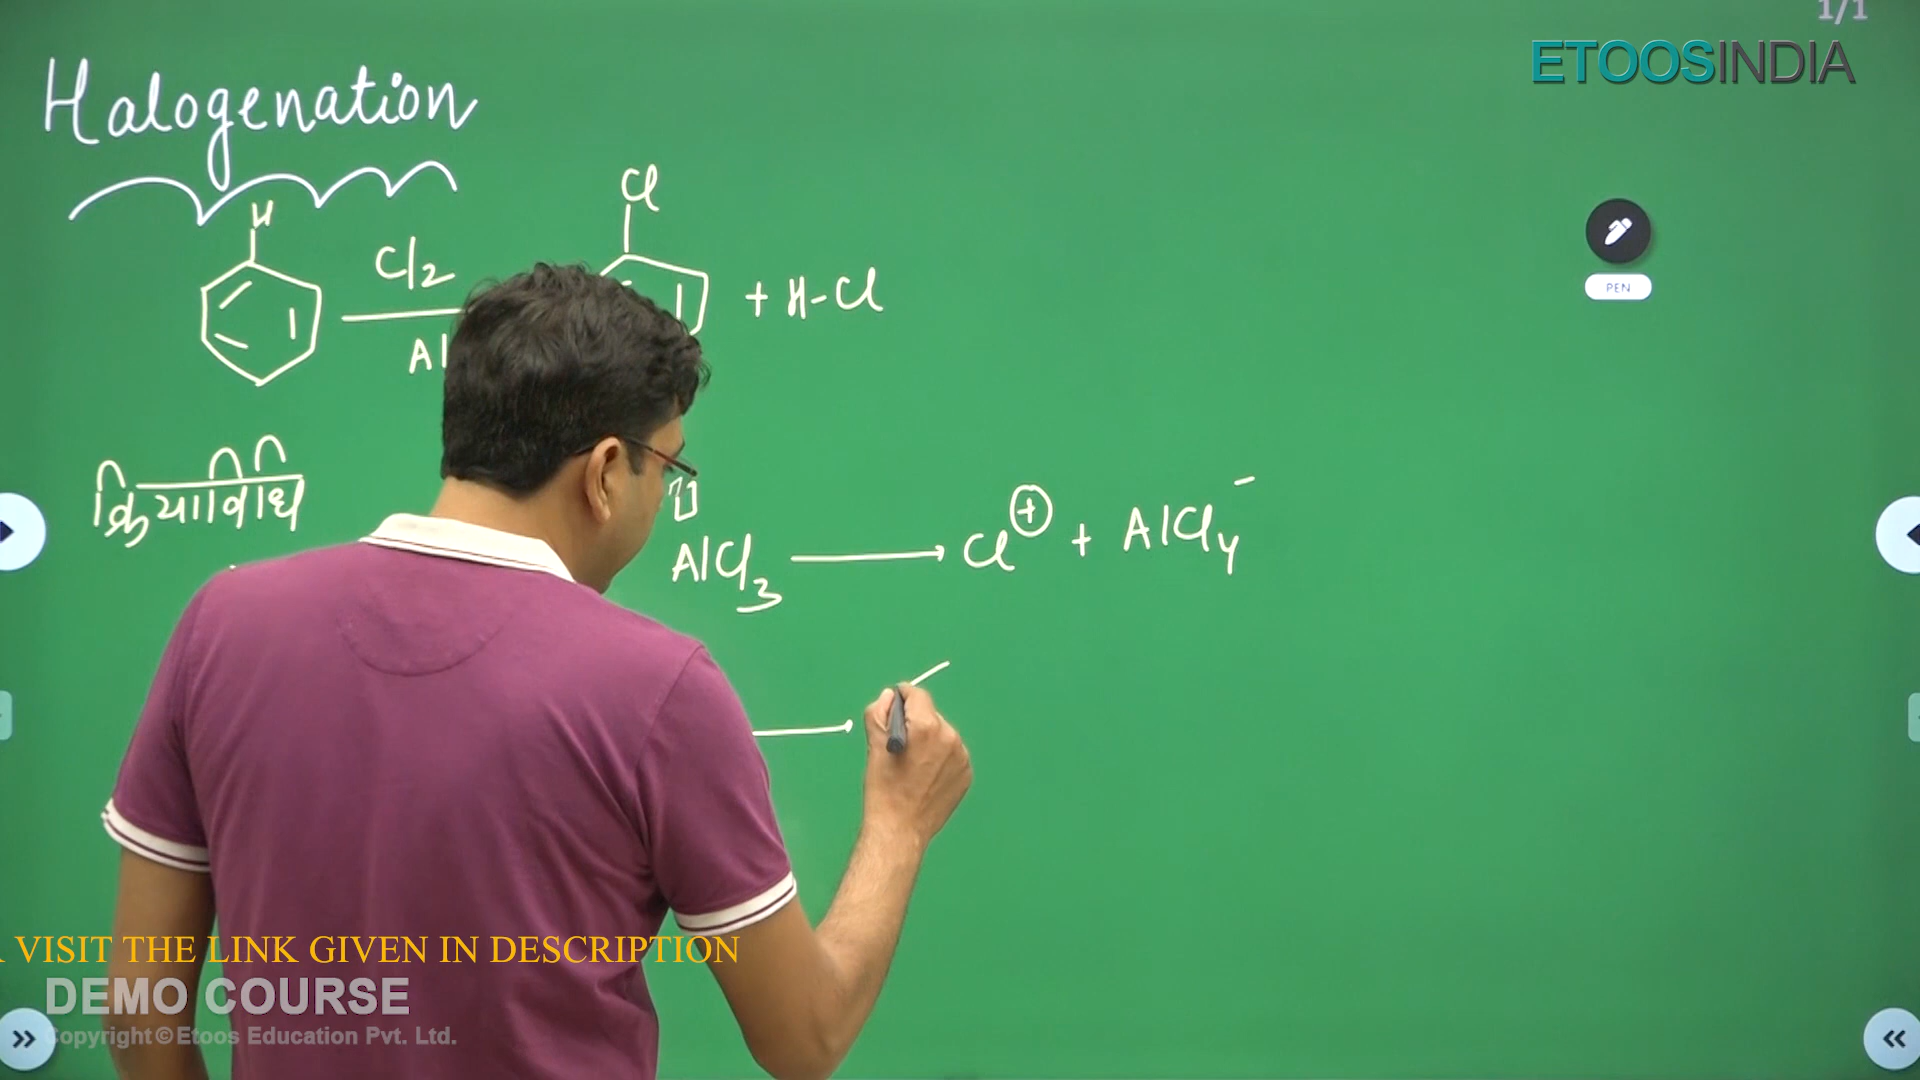 1/1
ETOOSINDIA
Halogenation
H
Cl
Cl2
Al
+ H-Cl
PEN
क्रियाविधि
AlCl3 → Cl⊕ + AlCl4⁻
VISIT THE LINK GIVEN IN DESCRIPTION
DEMO COURSE
Copyright © Etoos Education Pvt. Ltd.